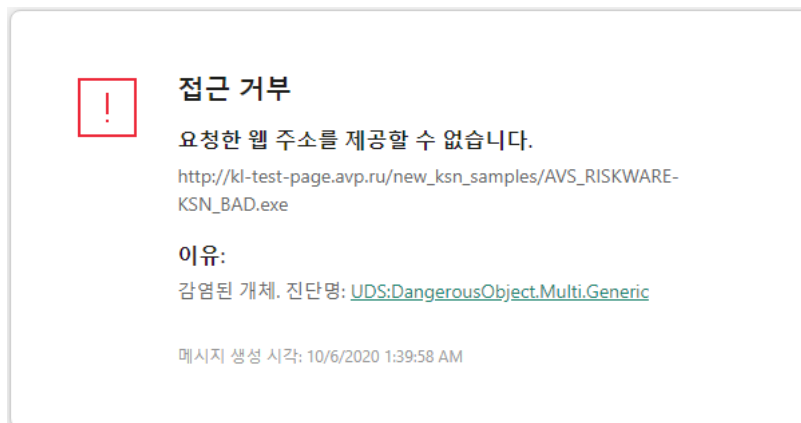 !
접근 거부
요청한 웹 주소를 제공할 수 없습니다.
http://kl-test-page.avp.ru/new_ksn_samples/AVS_RISKWARE-
KSN_BAD.exe
이유:
감염된 개체. 진단명: UDS:DangerousObject.Multi.Generic
메시지 생성 시각: 10/6/2020 1:39:58 AM